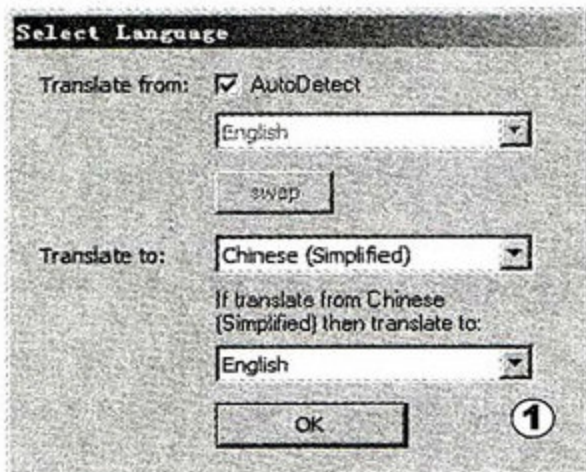 Select Language
Translate from: AutoDetect
English
swap
Translate to: Chinese (Simplified)
If translate from Chinese
(Simplified) then translate to:
English
OK
①